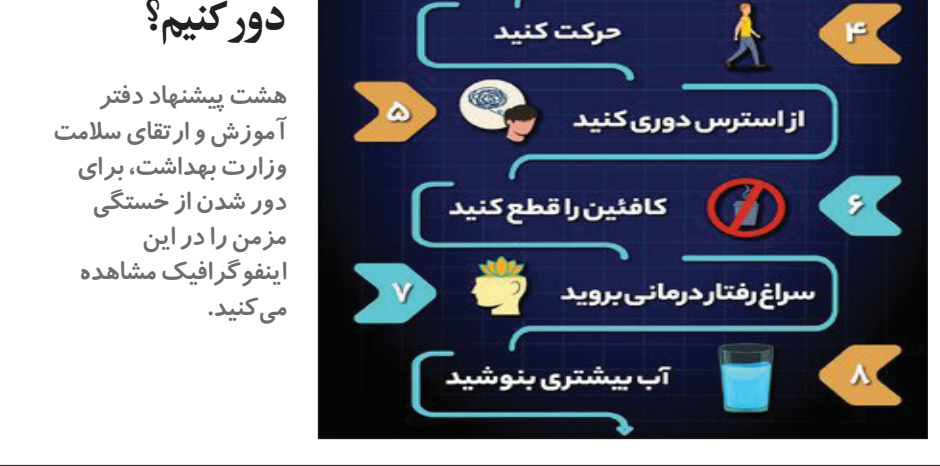 دور کنیم؟
هشت پیشنهاد دفتر
آموزش و ارتقای سلامت
وزارت بهداشت، برای
دور شدن از خستگی
مزمن را در این
اینفوگرافیک مشاهده
می‌کنید.
۴
حرکت کنید
۵
از استرس دوری کنید
۶
کافئین را قطع کنید
۷
سراغ رفتار درمانی بروید
۸
آب بیشتری بنوشید